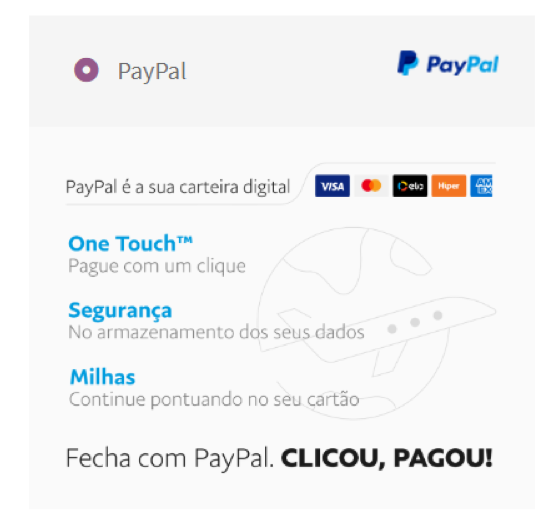 PayPal
PayPal
PayPal é a sua carteira digital
VISA
elo
Hiper
AM
EX
One Touch™
Pague com um clique
Segurança
No armazenamento dos seus dados
Milhas
Continue pontuando no seu cartão
Fecha com PayPal. CLICOU, PAGOU!